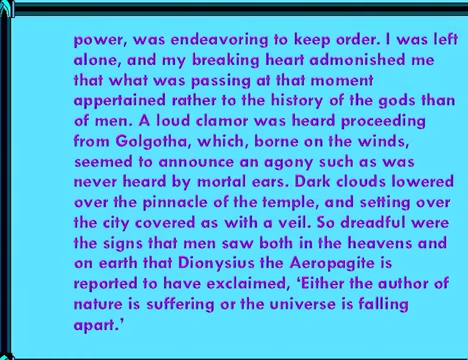 power, was endeavoring to keep order. I was left
alone, and my breaking heart admonished me
that what was passing at that moment
appertained rather to the history of the gods than
of men. A loud clamor was heard proceeding
from Golgotha, which, borne on the winds,
seemed to announce an agony such as was
never heard by mortal ears. Dark clouds lowered
over the pinnacle of the temple, and setting over
the city covered as with a veil. So dreadful were
the signs that men saw both in the heavens and
on earth that Dionysius the Aeropagite is
reported to have exclaimed, ‘Either the author of
nature is suffering or the universe is falling
apart.’